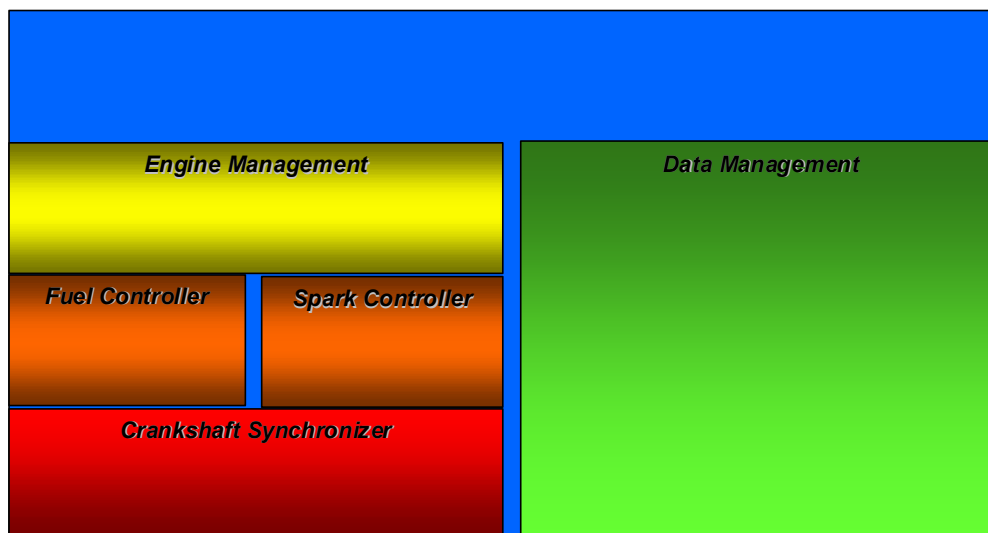 Engine Management
Data Management
Fuel Controller
Spark Controller
Crankshaft Synchronizer